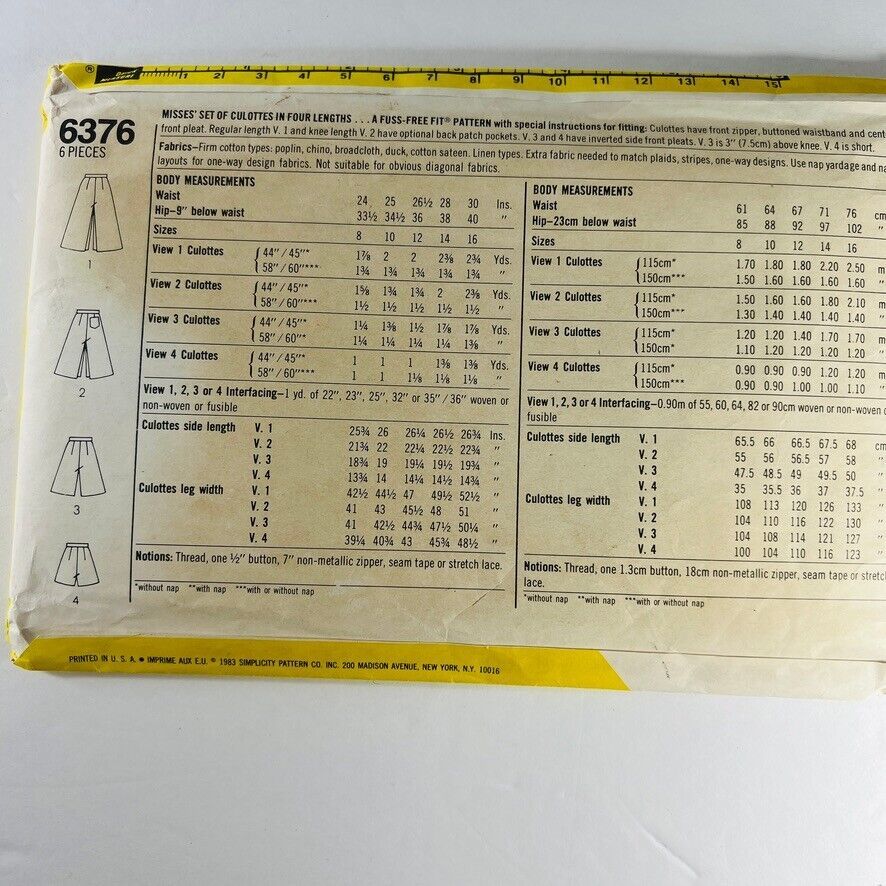 ® Quick Measure 1 2 3 4 5 6 7 8 9 10 11 12 13 14 15
6376
6 PIECES
1
2
3
4
MISSES' SET OF CULOTTES IN FOUR LENGTHS . . . A FUSS-FREE FIT® PATTERN with special instructions for fitting: Culottes have front zipper, buttoned waistband and cent
front pleat. Regular length V. 1 and knee length V. 2 have optional back patch pockets. V. 3 and 4 have inverted side front pleats. V. 3 is 3" (7.5cm) above knee. V. 4 is short.
Fabrics–Firm cotton types: poplin, chino, broadcloth, duck, cotton sateen. Linen types. Extra fabric needed to match plaids, stripes, one-way designs. Use nap yardage and na
layouts for one-way design fabrics. Not suitable for obvious diagonal fabrics.
BODY MEASUREMENTS
Waist 24 25 26½ 28 30 Ins.
Hip–9" below waist 33½ 34½ 36 38 40 "
Sizes 8 10 12 14 16
View 1 Culottes { 44" / 45"* 1⅞ 2 2 2⅜ 2¾ Yds.
58" / 60"*** 1¾ 1¾ 1¾ 1¾ 1¾ "
View 2 Culottes { 44" / 45"* 1⅝ 1¾ 1¾ 2 2⅜ Yds.
58" / 60"*** 1½ 1½ 1½ 1½ 1½ "
View 3 Culottes { 44" / 45"* 1¼ 1⅜ 1½ 1⅞ 1⅞ Yds.
58" / 60"* 1¼ 1¼ 1¼ 1¼ 1⅜ "
View 4 Culottes { 44" / 45"* 1 1 1 1⅜ 1⅜ Yds.
58" / 60"*** 1 1 1⅛ 1⅛ 1⅛ "
View 1, 2, 3 or 4 Interfacing–1 yd. of 22", 23", 25", 32" or 35" / 36" woven or
non-woven or fusible
Culottes side length V. 1 25¾ 26 26¼ 26½ 26¾ Ins.
V. 2 21¾ 22 22¼ 22½ 22¾ "
V. 3 18¾ 19 19¼ 19½ 19¾ "
V. 4 13¾ 14 14¼ 14½ 14¾ "
Culottes leg width V. 1 42½ 44½ 47 49½ 52½ "
V. 2 41 43 45½ 48 51 "
V. 3 41 42½ 44¾ 47½ 50¼ "
V. 4 39¼ 40¾ 43 45¾ 48½ "
Notions: Thread, one ½" button, 7" non-metallic zipper, seam tape or stretch lace.
*without nap **with nap ***with or without nap
BODY MEASUREMENTS
Waist 61 64 67 71 76 cm
Hip–23cm below waist 85 88 92 97 102 "
Sizes 8 10 12 14 16
View 1 Culottes { 115cm* 1.70 1.80 1.80 2.20 2.50 m
150cm*** 1.50 1.60 1.60 1.60 1.60 "
View 2 Culottes { 115cm* 1.50 1.60 1.60 1.80 2.10 m
150cm*** 1.30 1.40 1.40 1.40 1.40 "
View 3 Culottes { 115cm* 1.20 1.20 1.40 1.70 1.70 m
150cm* 1.10 1.20 1.20 1.20 1.20 "
View 4 Culottes { 115cm* 0.90 0.90 0.90 1.20 1.20 m
150cm*** 0.90 0.90 1.00 1.00 1.10 "
View 1, 2, 3 or 4 Interfacing–0.90m of 55, 60, 64, 82 or 90cm woven or non-woven o
fusible
Culottes side length V. 1 65.5 66 66.5 67.5 68 cm
V. 2 55 56 56.5 57 58 "
V. 3 47.5 48.5 49 49.5 50 "
V. 4 35 35.5 36 37 37.5 "
Culottes leg width V. 1 108 113 120 126 133 "
V. 2 104 110 116 122 130 "
V. 3 104 108 114 121 127 "
V. 4 100 104 110 116 123 "
Notions: Thread, one 1.3cm button, 18cm non-metallic zipper, seam tape or stretch
lace.
*without nap **with nap ***with or without nap
PRINTED IN U. S. A. ● IMPRIME AUX E.U. © 1983 SIMPLICITY PATTERN CO. INC. 200 MADISON AVENUE, NEW YORK, N.Y. 10016